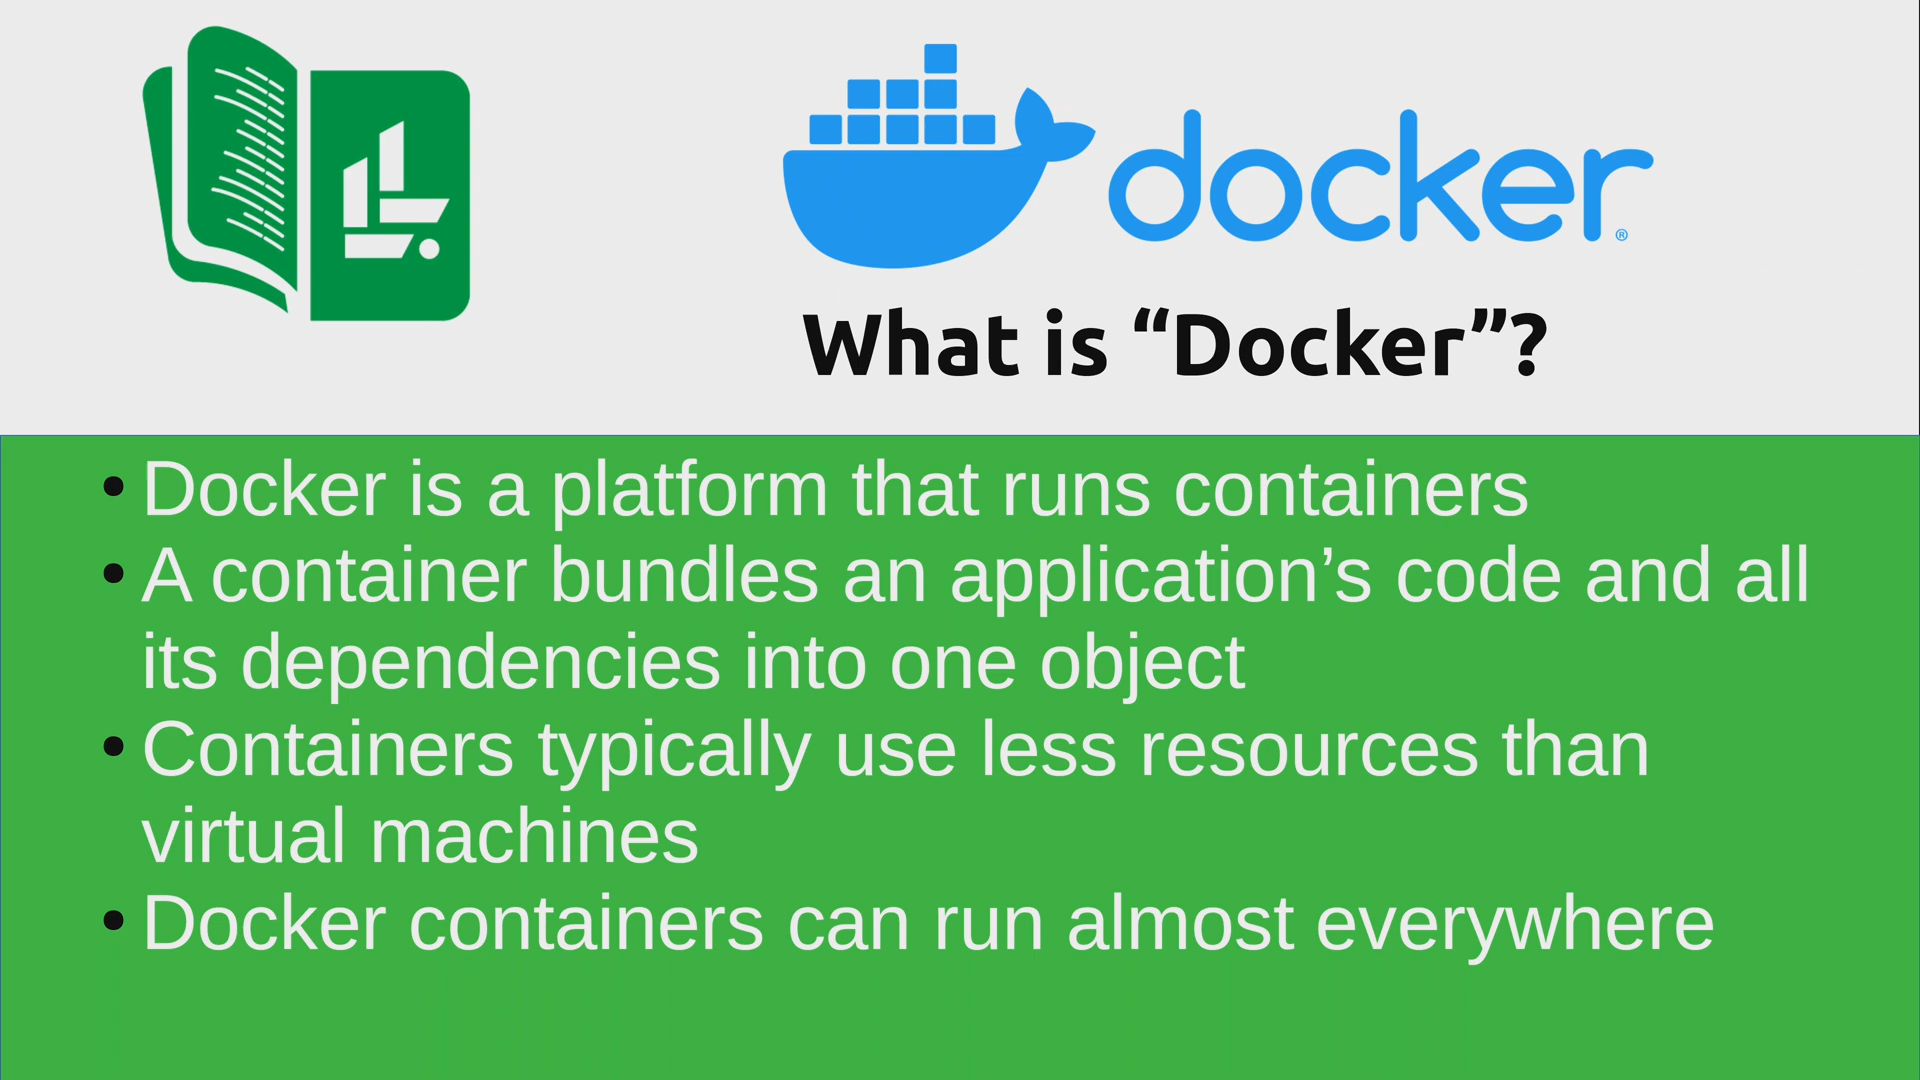 docker®
What is “Docker”?
• Docker is a platform that runs containers
• A container bundles an application’s code and all
its dependencies into one object
• Containers typically use less resources than
virtual machines
• Docker containers can run almost everywhere